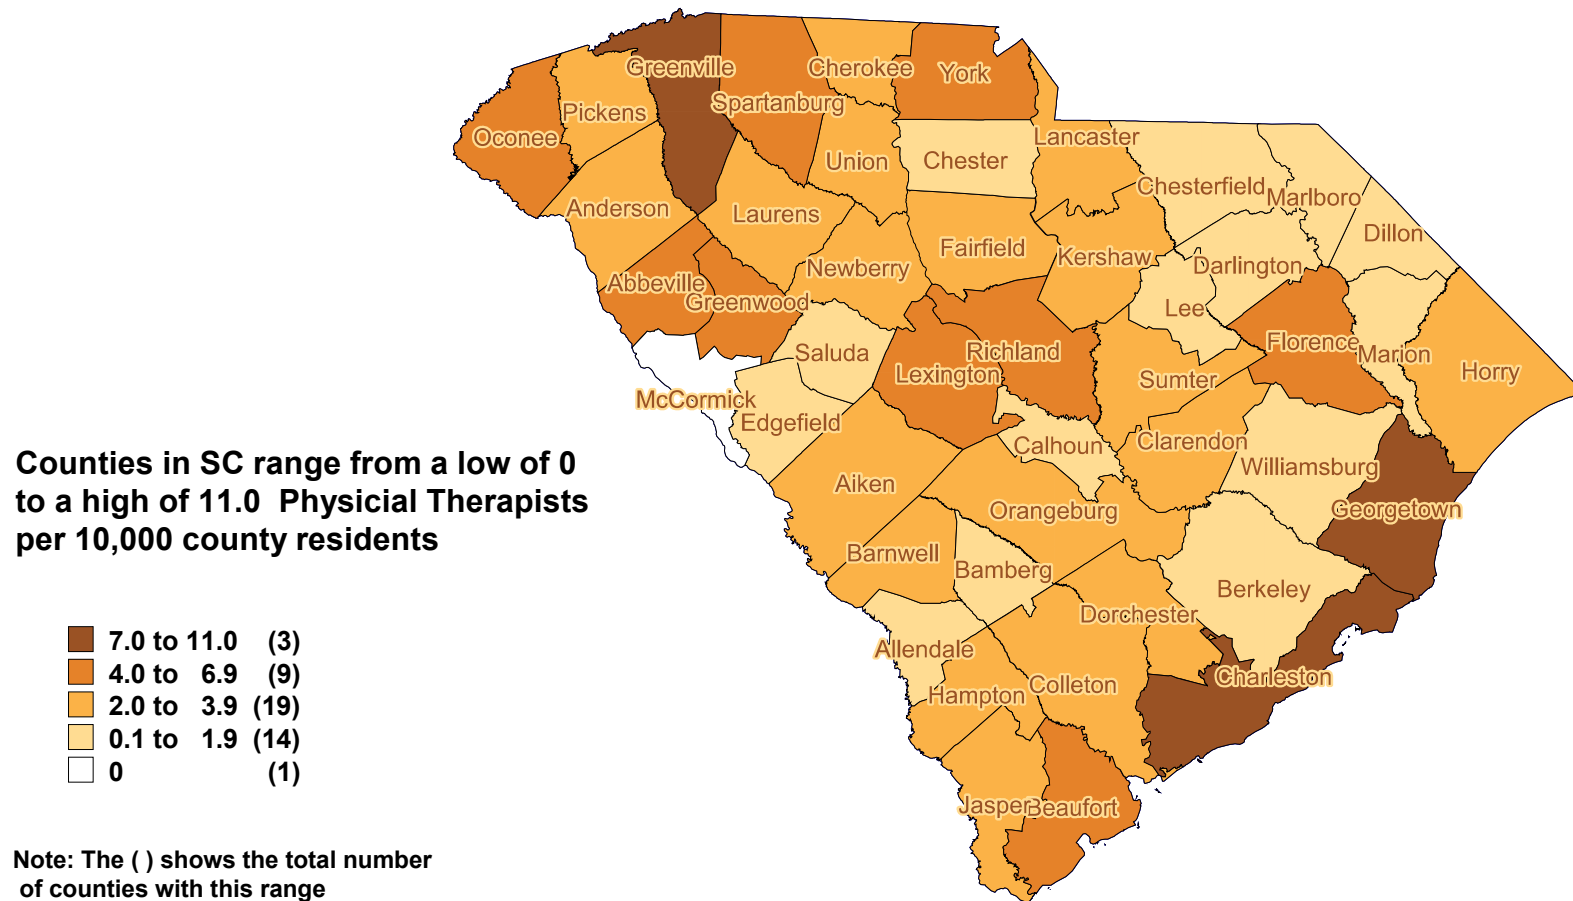 Greenville
Cherokee
York
Spartanburg
Pickens
Oconee
Lancaster
Union
Chester
Chesterfield
Marlboro
Anderson
Laurens
Dillon
Fairfield
Kershaw
Newberry
Darlington
Abbeville
Greenwood
Lee
Saluda
Richland
Florence
Marion
Lexington
Horry
Sumter
McCormick
Edgefield
Calhoun
Clarendon
Williamsburg
Counties in SC range from a low of 0
to a high of 11.0 Physicial Therapists
per 10,000 county residents
Aiken
Orangeburg
Georgetown
Barnwell
Bamberg
Berkeley
Dorchester
Allendale
Charleston
Hampton
Colleton
Jasper
Beaufort
7.0 to 11.0 (3)
4.0 to 6.9 (9)
2.0 to 3.9 (19)
0.1 to 1.9 (14)
0 (1)
Note: The ( ) shows the total number
of counties with this range